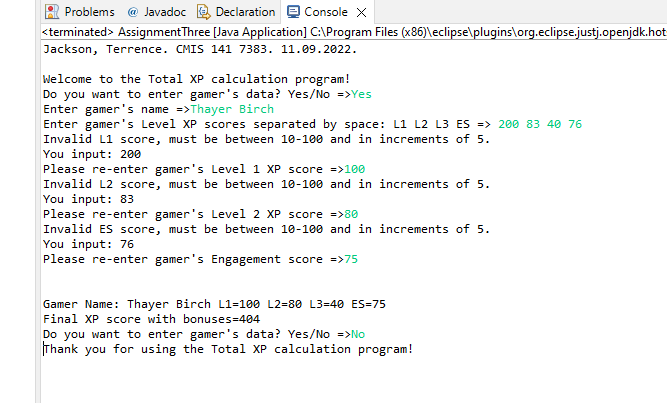 Problems @ Javadoc Declaration Console
<terminated> AssignmentThree [Java Application] C:\Program Files (x86)\eclipse\plugins\org.eclipse.justj.openjdk.hots
Jackson, Terrence. CMIS 141 7383. 11.09.2022.
Welcome to the Total XP calculation program!
Do you want to enter gamer's data? Yes/No =>Yes
Enter gamer's name =>Thayer Birch
Enter gamer's Level XP scores separated by space: L1 L2 L3 ES => 200 83 40 76
Invalid L1 score, must be between 10-100 and in increments of 5.
You input: 200
Please re-enter gamer's Level 1 XP score =>100
Invalid L2 score, must be between 10-100 and in increments of 5.
You input: 83
Please re-enter gamer's Level 2 XP score =>80
Invalid ES score, must be between 10-100 and in increments of 5.
You input: 76
Please re-enter gamer's Engagement score =>75
Gamer Name: Thayer Birch L1=100 L2=80 L3=40 ES=75
Final XP score with bonuses=404
Do you want to enter gamer's data? Yes/No =>No
Thank you for using the Total XP calculation program!